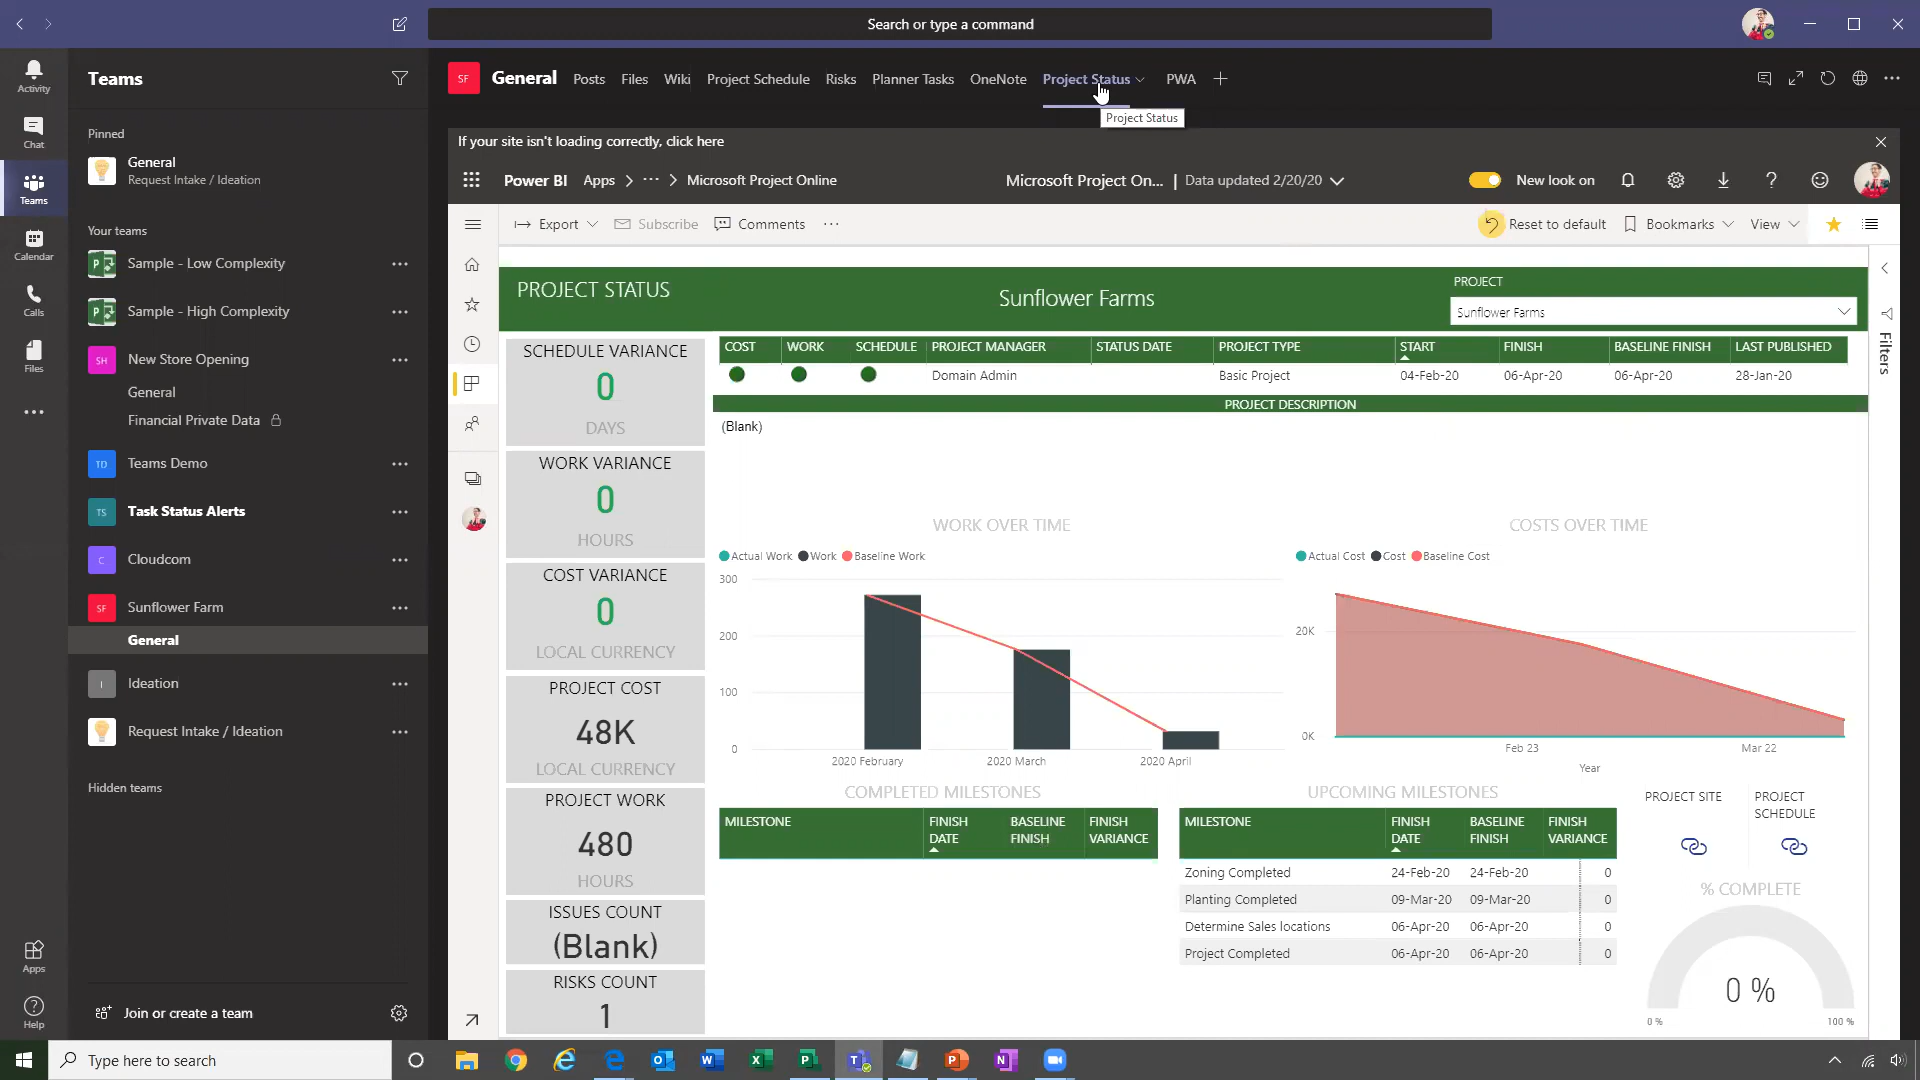 Search or type a command
Activity
Chat
Teams
Calendar
Calls
Files
Apps
Help
Teams
Pinned
General
Request Intake / Ideation
Your teams
Sample - Low Complexity
Sample - High Complexity
SH New Store Opening
General
Financial Private Data
TD Teams Demo
TS Task Status Alerts
C Cloudcom
SF Sunflower Farm
General
I Ideation
Request Intake / Ideation
Hidden teams
Join or create a team
SF General Posts Files Wiki Project Schedule Risks Planner Tasks OneNote Project Status PWA
Project Status
If your site isn't loading correctly, click here
Power BI Apps > ··· > Microsoft Project Online Microsoft Project On... | Data updated 2/20/20 New look on
Export Subscribe Comments ··· Reset to default Bookmarks View
PROJECT STATUS
Sunflower Farms
PROJECT
Sunflower Farms
Filters
SCHEDULE VARIANCE
0
DAYS
WORK VARIANCE
0
HOURS
COST VARIANCE
0
LOCAL CURRENCY
PROJECT COST
48K
LOCAL CURRENCY
PROJECT WORK
480
HOURS
ISSUES COUNT
(Blank)
RISKS COUNT
1
COST WORK SCHEDULE PROJECT MANAGER STATUS DATE PROJECT TYPE START FINISH BASELINE FINISH LAST PUBLISHED
Domain Admin Basic Project 04-Feb-20 06-Apr-20 06-Apr-20 28-Jan-20
PROJECT DESCRIPTION
(Blank)
WORK OVER TIME
Actual Work Work Baseline Work
300
200
100
0
2020 February 2020 March 2020 April
COSTS OVER TIME
Actual Cost Cost Baseline Cost
20K
0K
Feb 23 Mar 22
Year
COMPLETED MILESTONES
MILESTONE FINISH DATE BASELINE FINISH FINISH VARIANCE
UPCOMING MILESTONES
MILESTONE FINISH DATE BASELINE FINISH FINISH VARIANCE
Zoning Completed 24-Feb-20 24-Feb-20 0
Planting Completed 09-Mar-20 09-Mar-20 0
Determine Sales locations 06-Apr-20 06-Apr-20 0
Project Completed 06-Apr-20 06-Apr-20 0
PROJECT SITE
PROJECT SCHEDULE
% COMPLETE
0 %
0 % 100 %
Type here to search